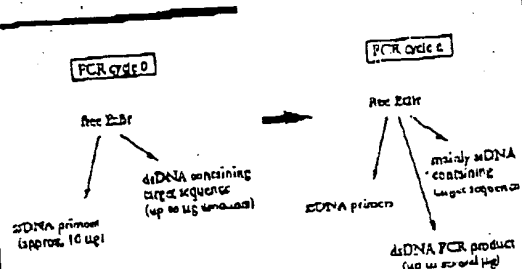 PCR cycle 0
free EtBr
dsDNA containing
target sequence
(up to µg amounts)
ssDNA primers
(approx. 10 µg)
PCR cycle
free EtBr
mainly ssDNA
containing
target sequence
ssDNA primers
dsDNA PCR product
(up to several µg)